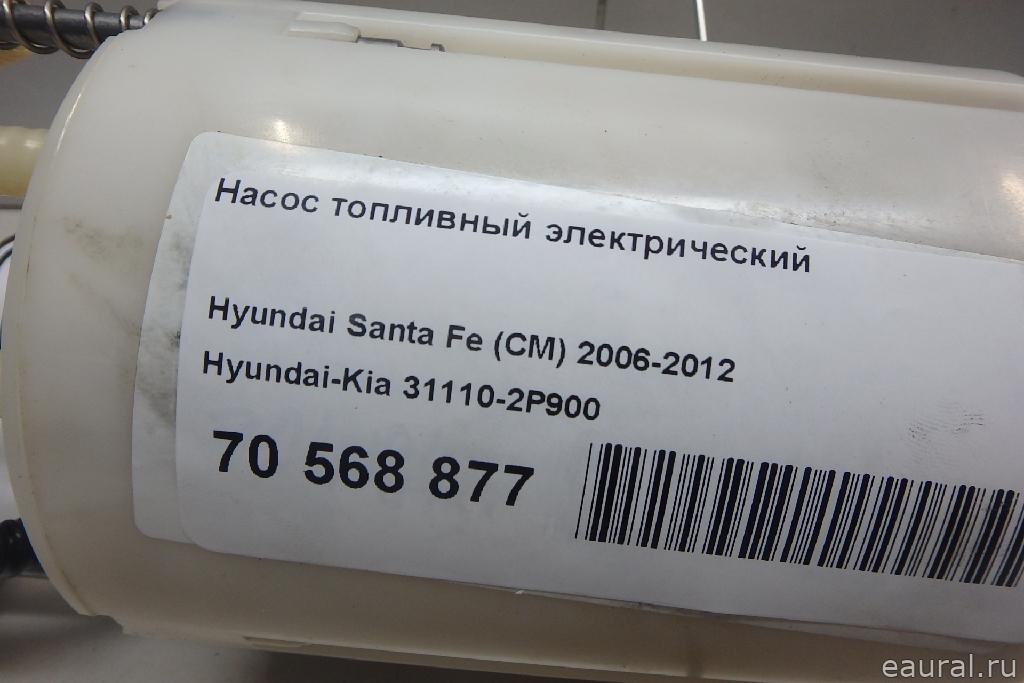 Насос топливный электрический
Hyundai Santa Fe (CM) 2006-2012
Hyundai-Kia 31110-2P900
70 568 877
eaural.ru